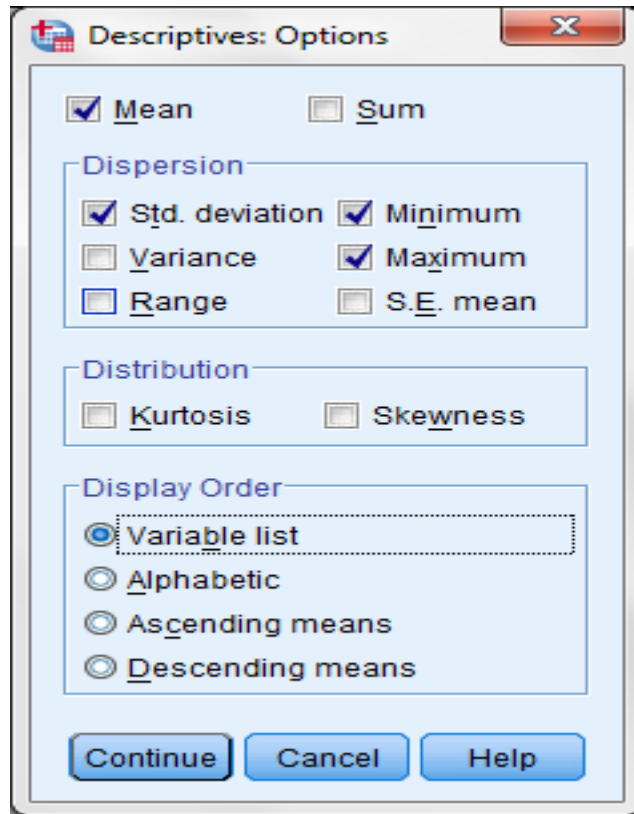 Descriptives: Options
Mean Sum
Dispersion
Std. deviation Minimum
Variance Maximum
Range S.E. mean
Distribution
Kurtosis Skewness
Display Order
Variable list
Alphabetic
Ascending means
Descending means
Continue Cancel Help